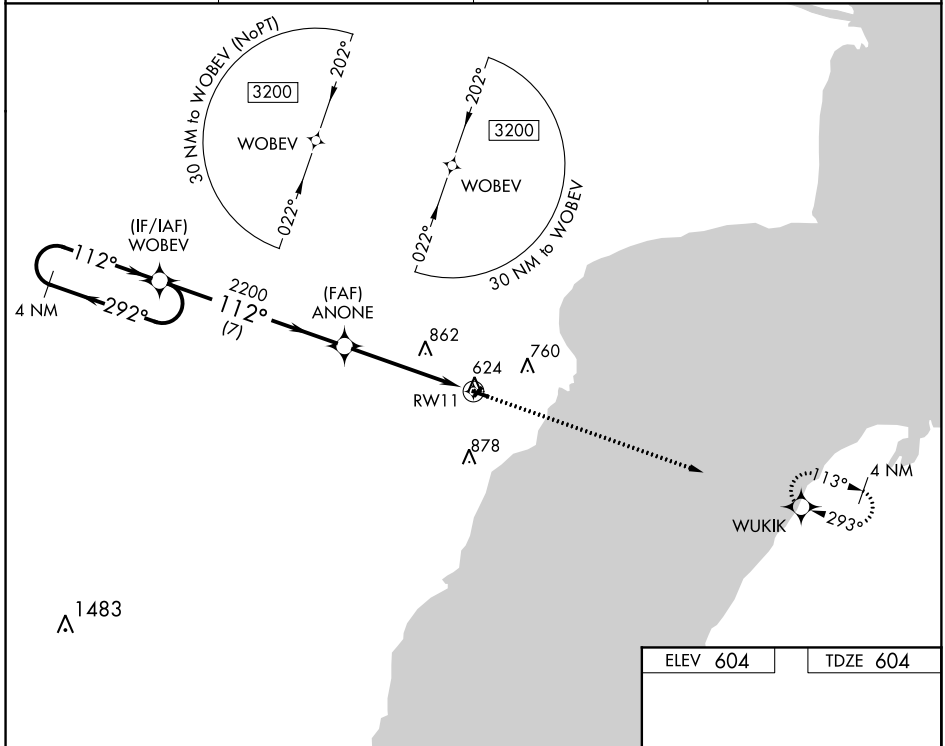 30 NM to WOBEV (NoPT)
3200
202°
WOBEV
022°
202°
3200
WOBEV
022°
30 NM to WOBEV
(IF/IAF)
WOBEV
112°
292°
4 NM
2200
112°
(7)
(FAF)
ANONE
862
760
624
RW11
878
113°
4 NM
293°
WUKIK
1483
ELEV 604
TDZE 604